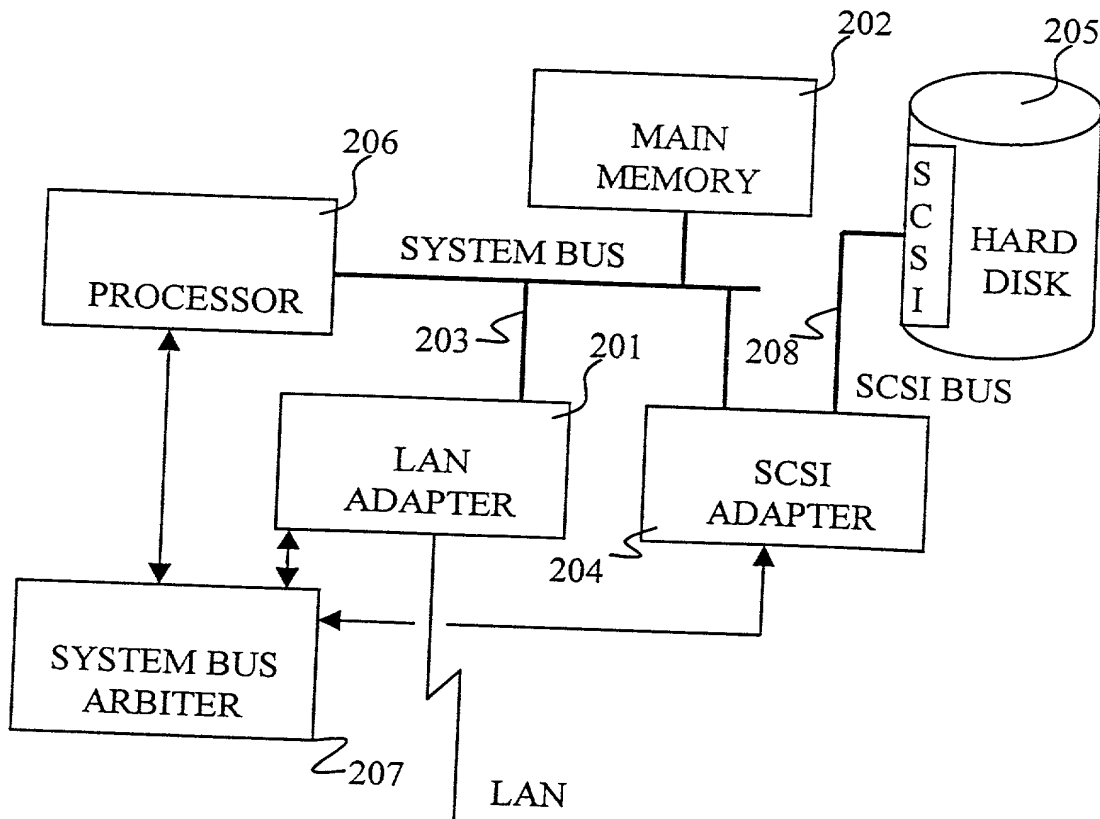 202
205
206
MAIN
MEMORY
S
C
S
I
HARD
DISK
SYSTEM BUS
PROCESSOR
203
201
208
SCSI BUS
LAN
ADAPTER
SCSI
ADAPTER
204
SYSTEM BUS
ARBITER
207
LAN